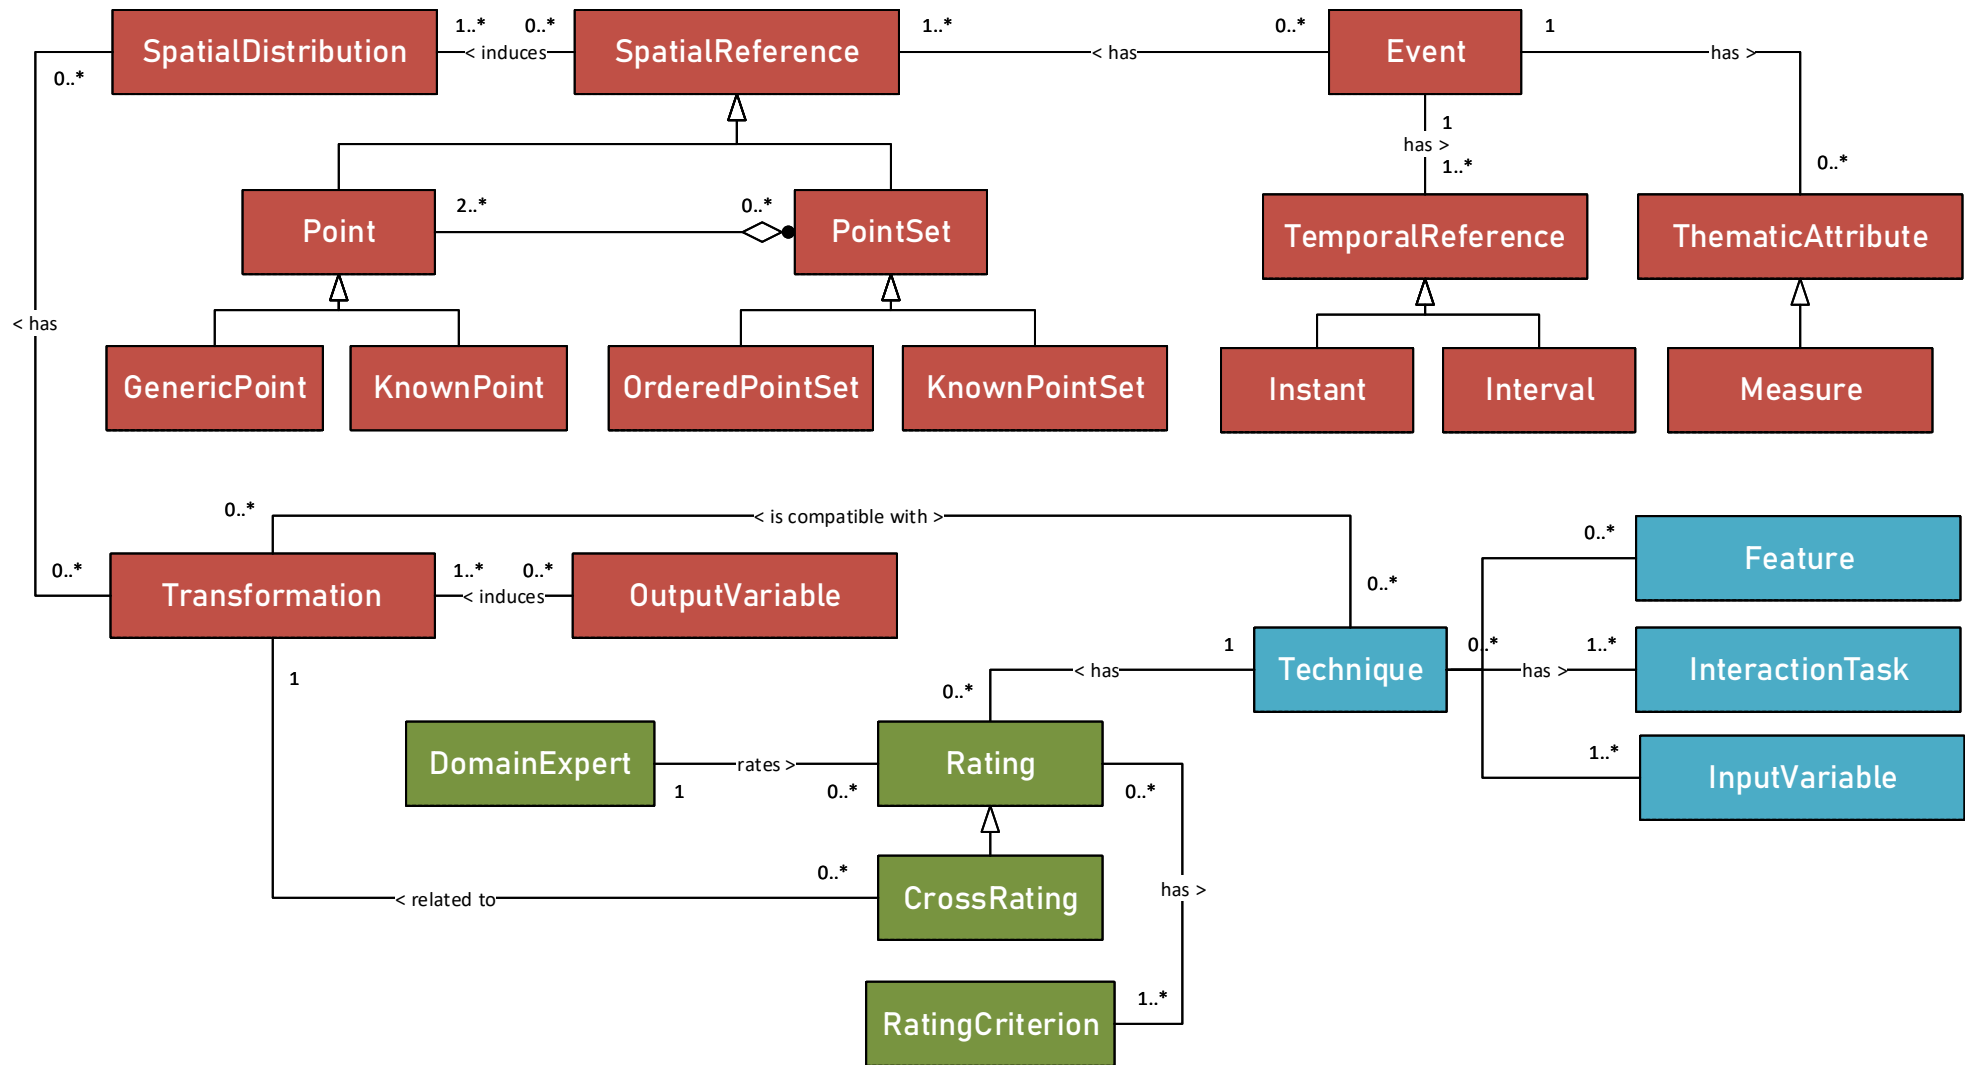 SpatialDistribution
1..*
0..*
< induces
SpatialReference
1..*
0..*
< has
Event
1
has >
0..*
1
has >
1..*
0..*
Point
2..*
0..*
PointSet
TemporalReference
ThematicAttribute
< has
GenericPoint
KnownPoint
OrderedPointSet
KnownPointSet
Instant
Interval
Measure
0..*
< is compatible with >
0..*
0..*
Transformation
1..*
0..*
< induces
OutputVariable
0..*
Feature
1
< has
1
Technique
0..*
has >
1..*
InteractionTask
0..*
DomainExpert
rates >
1
0..*
Rating
0..*
1..*
InputVariable
0..*
CrossRating
< related to
has >
1..*
RatingCriterion